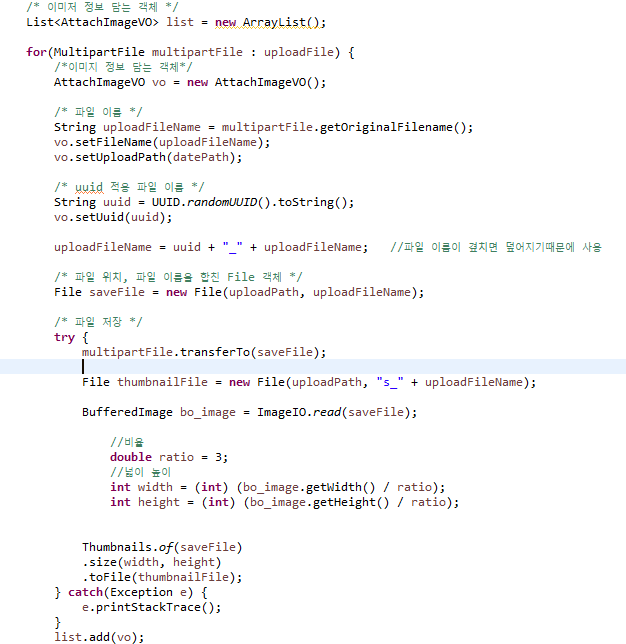 /* 이미저 정보 담는 객체 */
List<AttachImageVO> list = new ArrayList();
for(MultipartFile multipartFile : uploadFile) {
/*이미지 정보 담는 객체*/
AttachImageVO vo = new AttachImageVO();
/* 파일 이름 */
String uploadFileName = multipartFile.getOriginalFilename();
vo.setFileName(uploadFileName);
vo.setUploadPath(datePath);
/* uuid 적용 파일 이름 */
String uuid = UUID.randomUUID().toString();
vo.setUuid(uuid);
uploadFileName = uuid + "_" + uploadFileName; //파일 이름이 곂치면 덮어지기때문에 사용
/* 파일 위치, 파일 이름을 합친 File 객체 */
File saveFile = new File(uploadPath, uploadFileName);
/* 파일 저장 */
try {
multipartFile.transferTo(saveFile);
File thumbnailFile = new File(uploadPath, "s_" + uploadFileName);
BufferedImage bo_image = ImageIO.read(saveFile);
//비율
double ratio = 3;
//넓이 높이
int width = (int) (bo_image.getWidth() / ratio);
int height = (int) (bo_image.getHeight() / ratio);
Thumbnails.of(saveFile)
.size(width, height)
.toFile(thumbnailFile);
} catch(Exception e) {
e.printStackTrace();
}
list.add(vo);